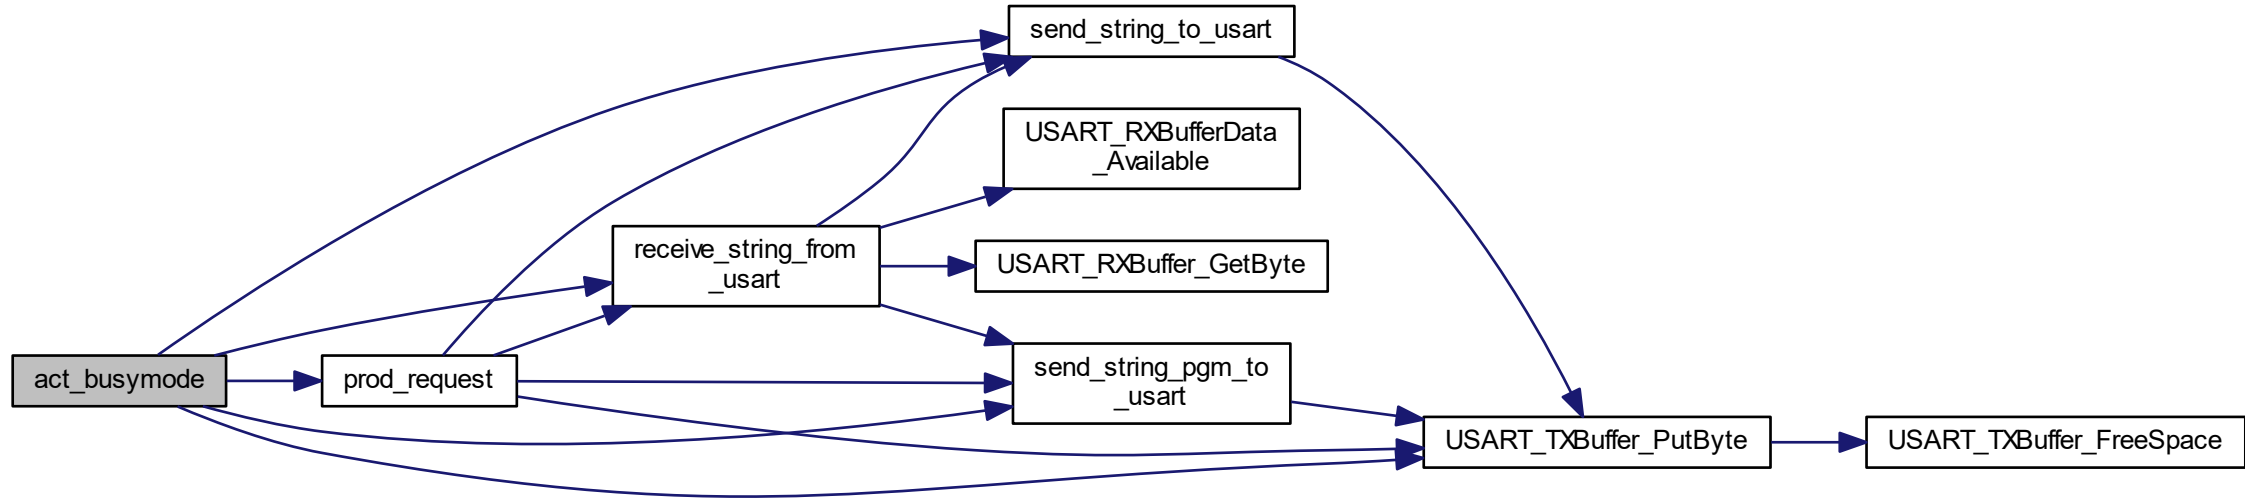 send_string_to_usart
USART_RXBufferData
_Available
receive_string_from
_usart
USART_RXBuffer_GetByte
act_busymode
prod_request
send_string_pgm_to
_usart
USART_TXBuffer_PutByte
USART_TXBuffer_FreeSpace